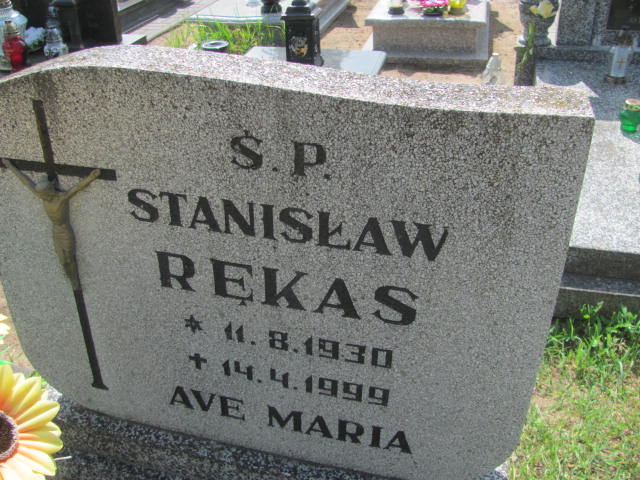 Ś.P.
STANISŁAW
RĘKAS
* 11.8.1930
+ 14.4.1999
AVE MARIA